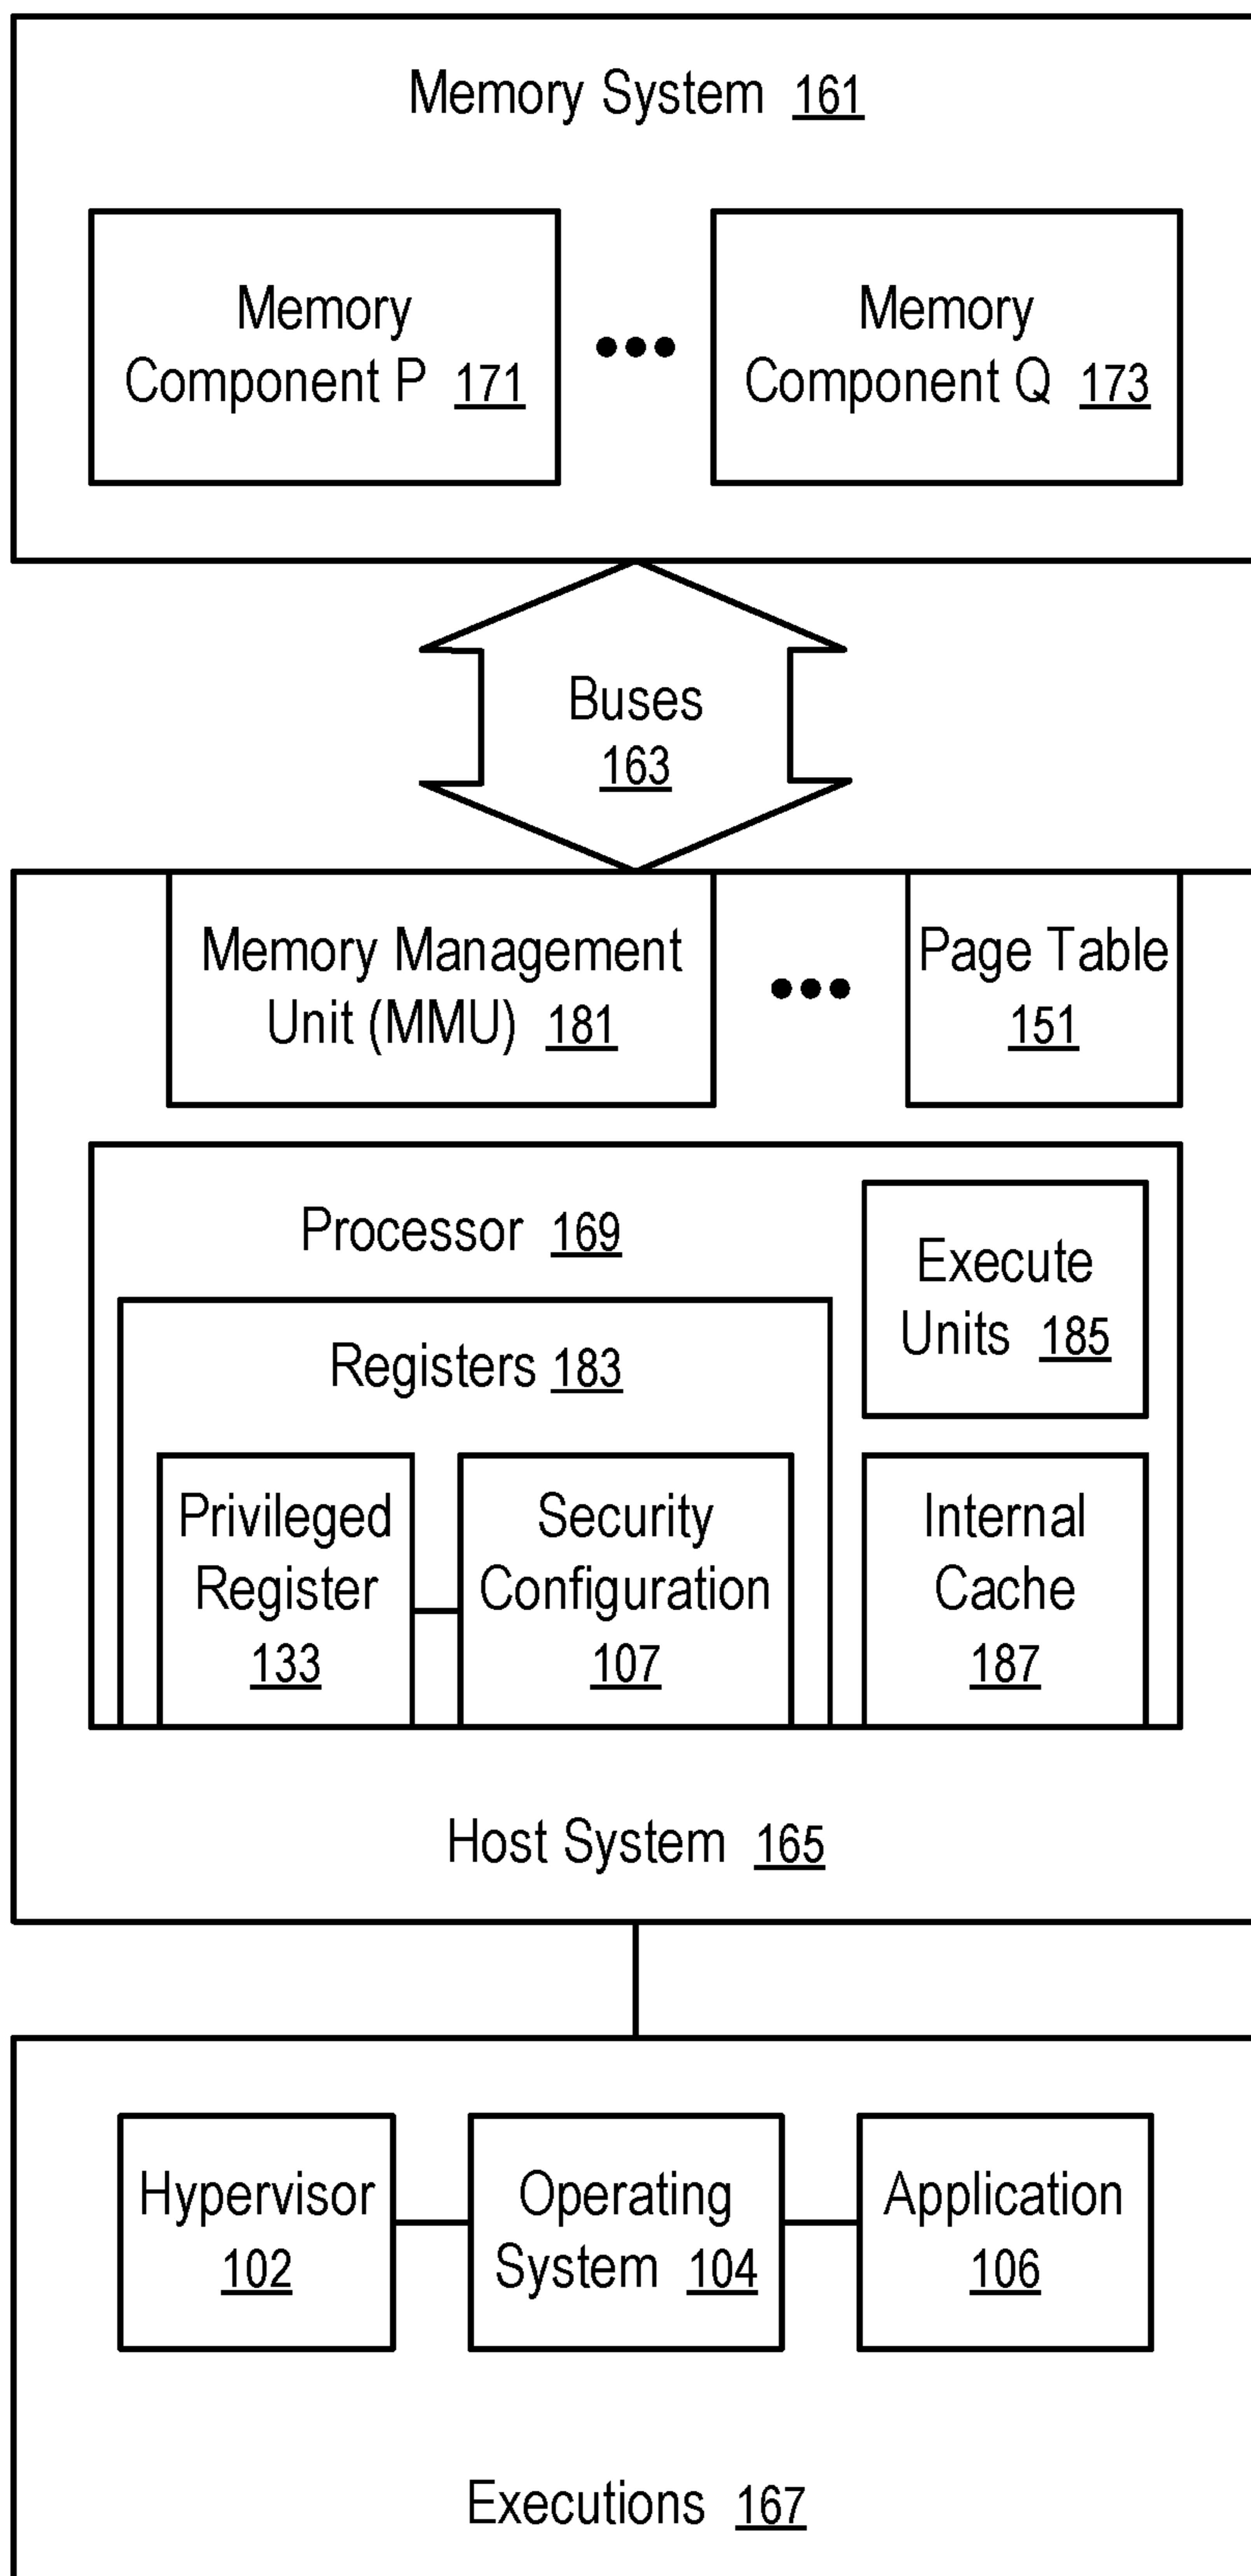 Memory System 161
Memory
Component P 171
Memory
Component Q 173
Buses
163
Memory Management
Unit (MMU) 181
Page Table
151
Processor 169
Execute
Units 185
Registers 183
Privileged
Register
133
Security
Configuration
107
Internal
Cache
187
Host System 165
Hypervisor
102
Operating
System 104
Application
106
Executions 167